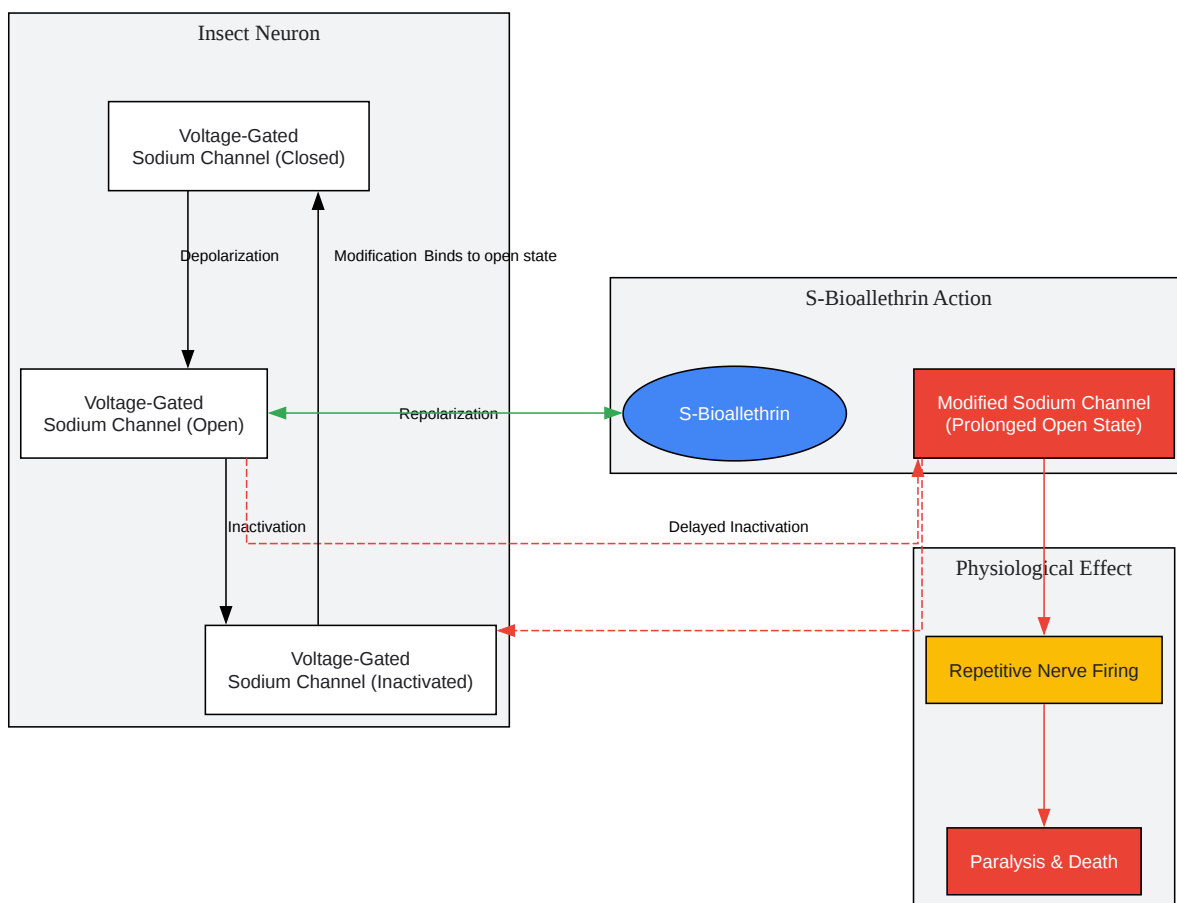 Insect Neuron
Voltage-Gated
Sodium Channel (Closed)
Depolarization
Modification
Binds to open state
S-Bioallethrin Action
Voltage-Gated
Sodium Channel (Open)
Repolarization
S-Bioallethrin
Modified Sodium Channel
(Prolonged Open State)
Inactivation
Delayed Inactivation
Physiological Effect
Voltage-Gated
Sodium Channel (Inactivated)
Repetitive Nerve Firing
Paralysis & Death